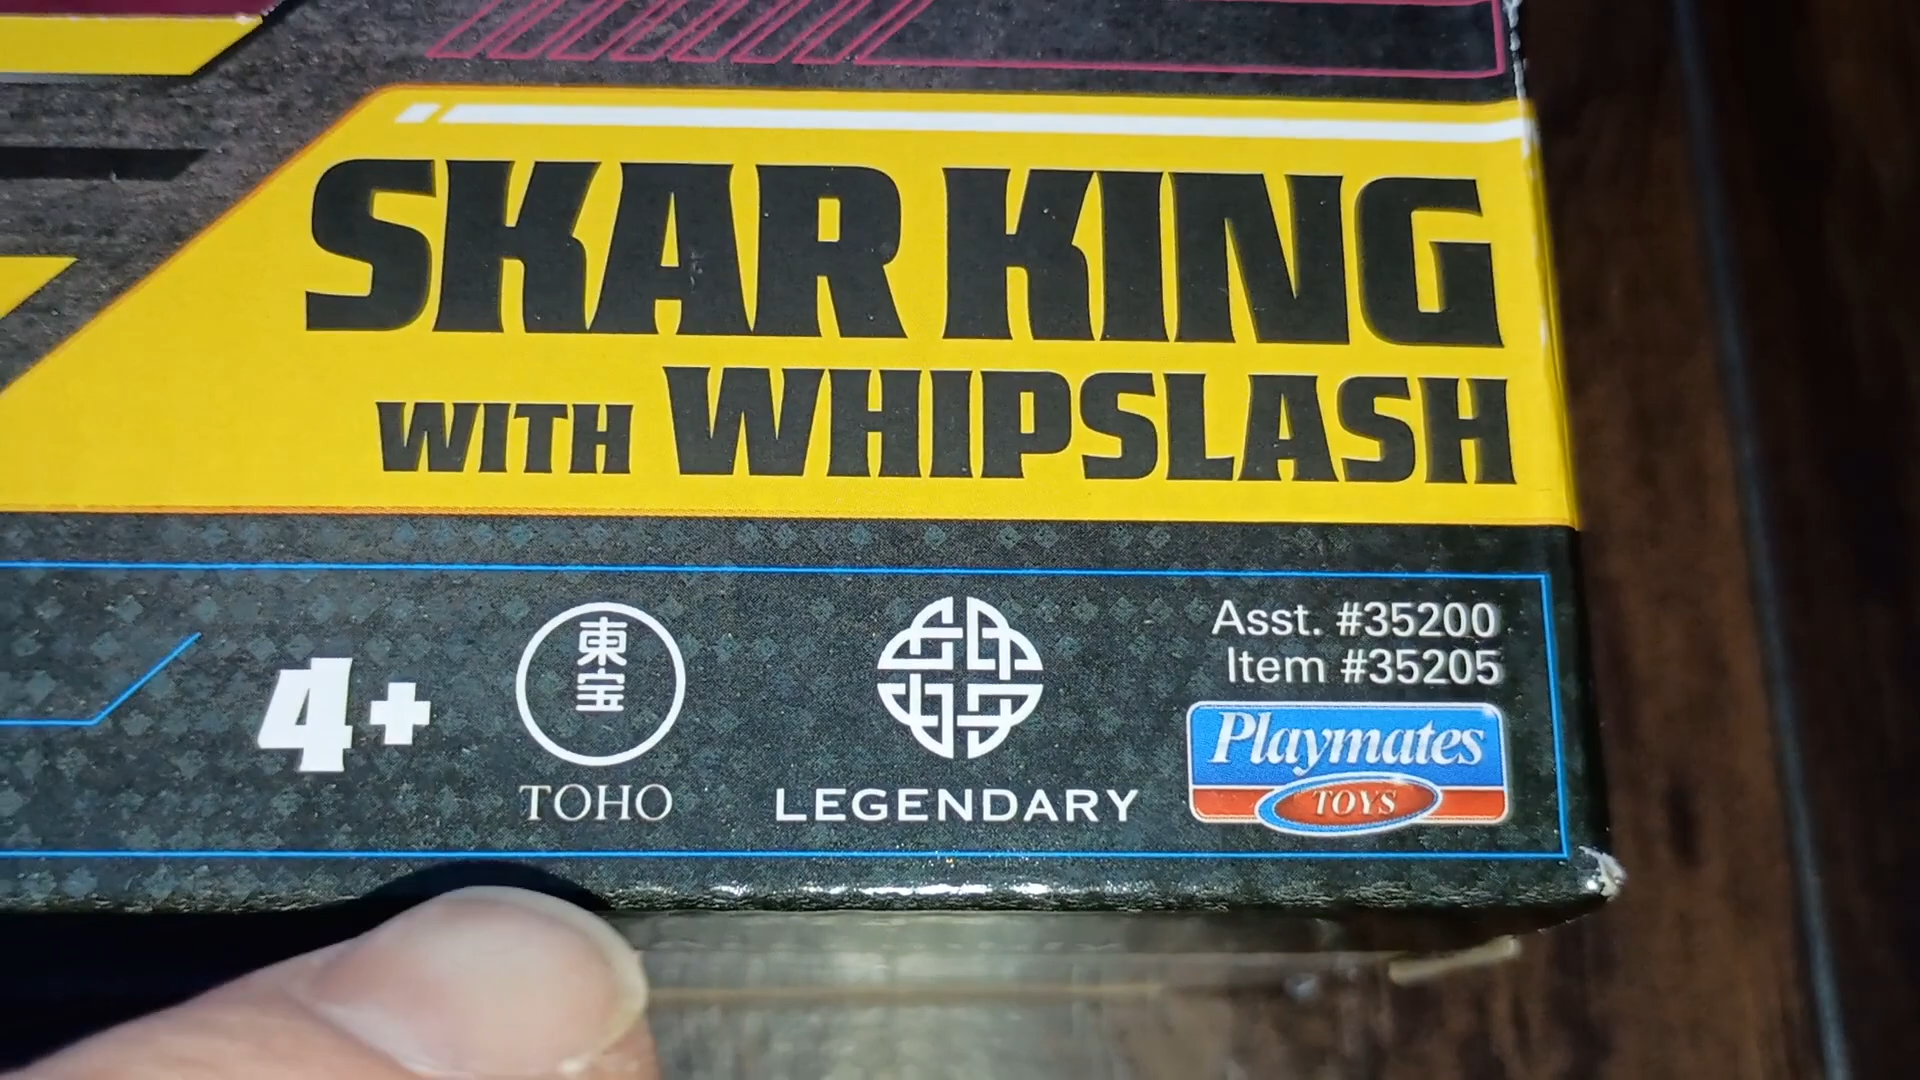 SKAR KING
WITH WHIPSLASH
4+
東宝
TOHO
LEGENDARY
Asst. #35200
Item #35205
Playmates
TOYS